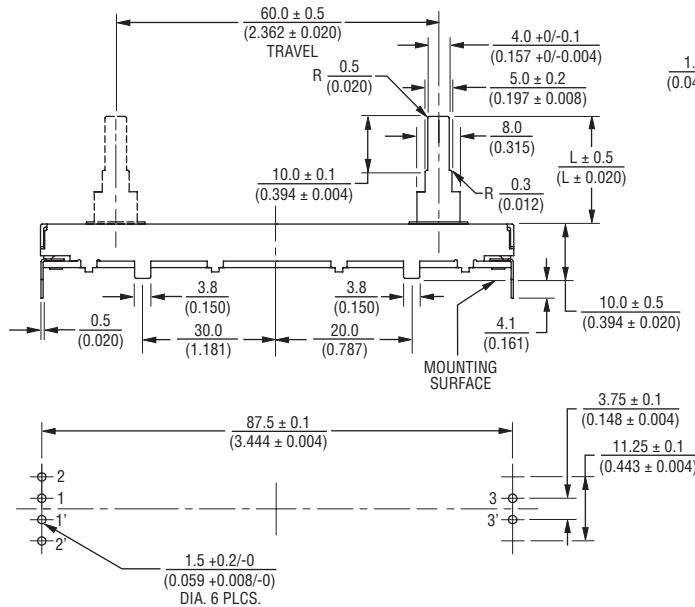 60.0 ± 0.5
(2.362 ± 0.020)
TRAVEL
4.0 +0/-0.1
(0.157 +0/-0.004)
R 0.5
(0.020)
5.0 ± 0.2
(0.197 ± 0.008)
1.
(0.04
8.0
(0.315)
10.0 ± 0.1
(0.394 ± 0.004)
L ± 0.5
(L ± 0.020)
R 0.3
(0.012)
3.8
(0.150)
3.8
(0.150)
10.0 ± 0.5
(0.394 ± 0.020)
0.5
(0.020)
30.0
(1.181)
20.0
(0.787)
4.1
(0.161)
MOUNTING
SURFACE
87.5 ± 0.1
(3.444 ± 0.004)
3.75 ± 0.1
(0.148 ± 0.004)
11.25 ± 0.1
(0.443 ± 0.004)
2
1
3
1'
3'
2'
1.5 +0.2/-0
(0.059 +0.008/-0)
DIA. 6 PLCS.